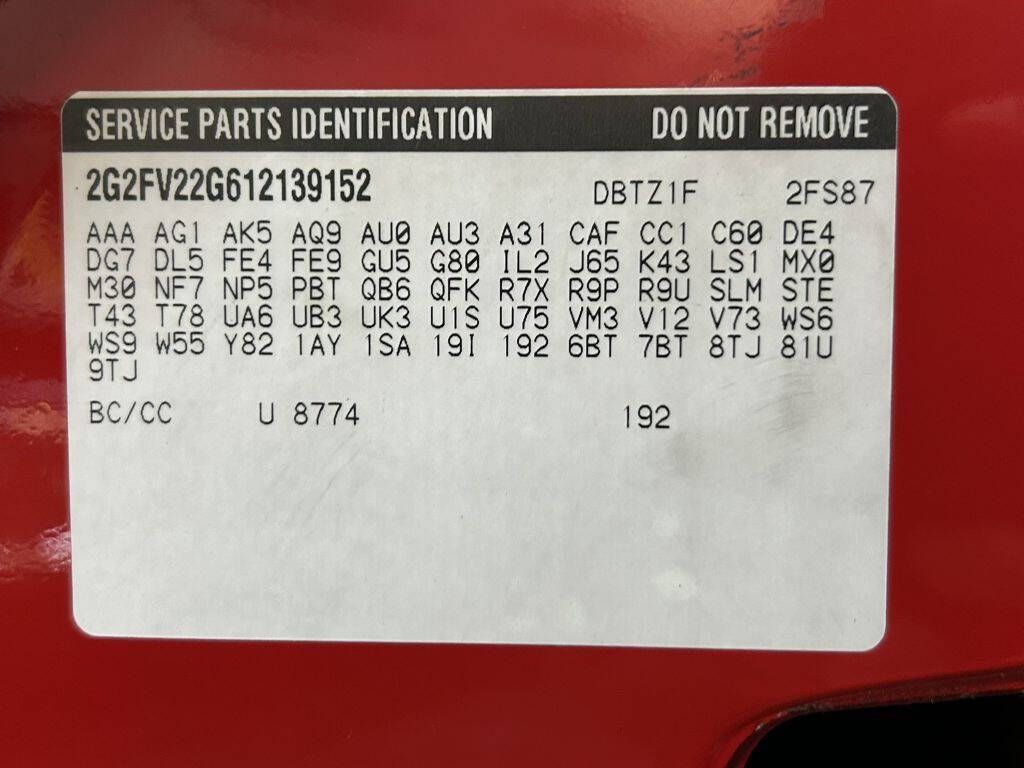 SERVICE PARTS IDENTIFICATION DO NOT REMOVE
2G2FV22G612139152 DBTZ1F 2FS87
AAA AG1 AK5 AQ9 AU0 AU3 A31 CAF CC1 C60 DE4
DG7 DL5 FE4 FE9 GU5 G80 IL2 J65 K43 LS1 MX0
M30 NF7 NP5 PBT QB6 QFK R7X R9P R9U SLM STE
T43 T78 UA6 UB3 UK3 U1S U75 VM3 V12 V73 WS6
WS9 W55 Y82 1AY 1SA 19I 192 6BT 7BT 8TJ 81U
9TJ
BC/CC U 8774 192